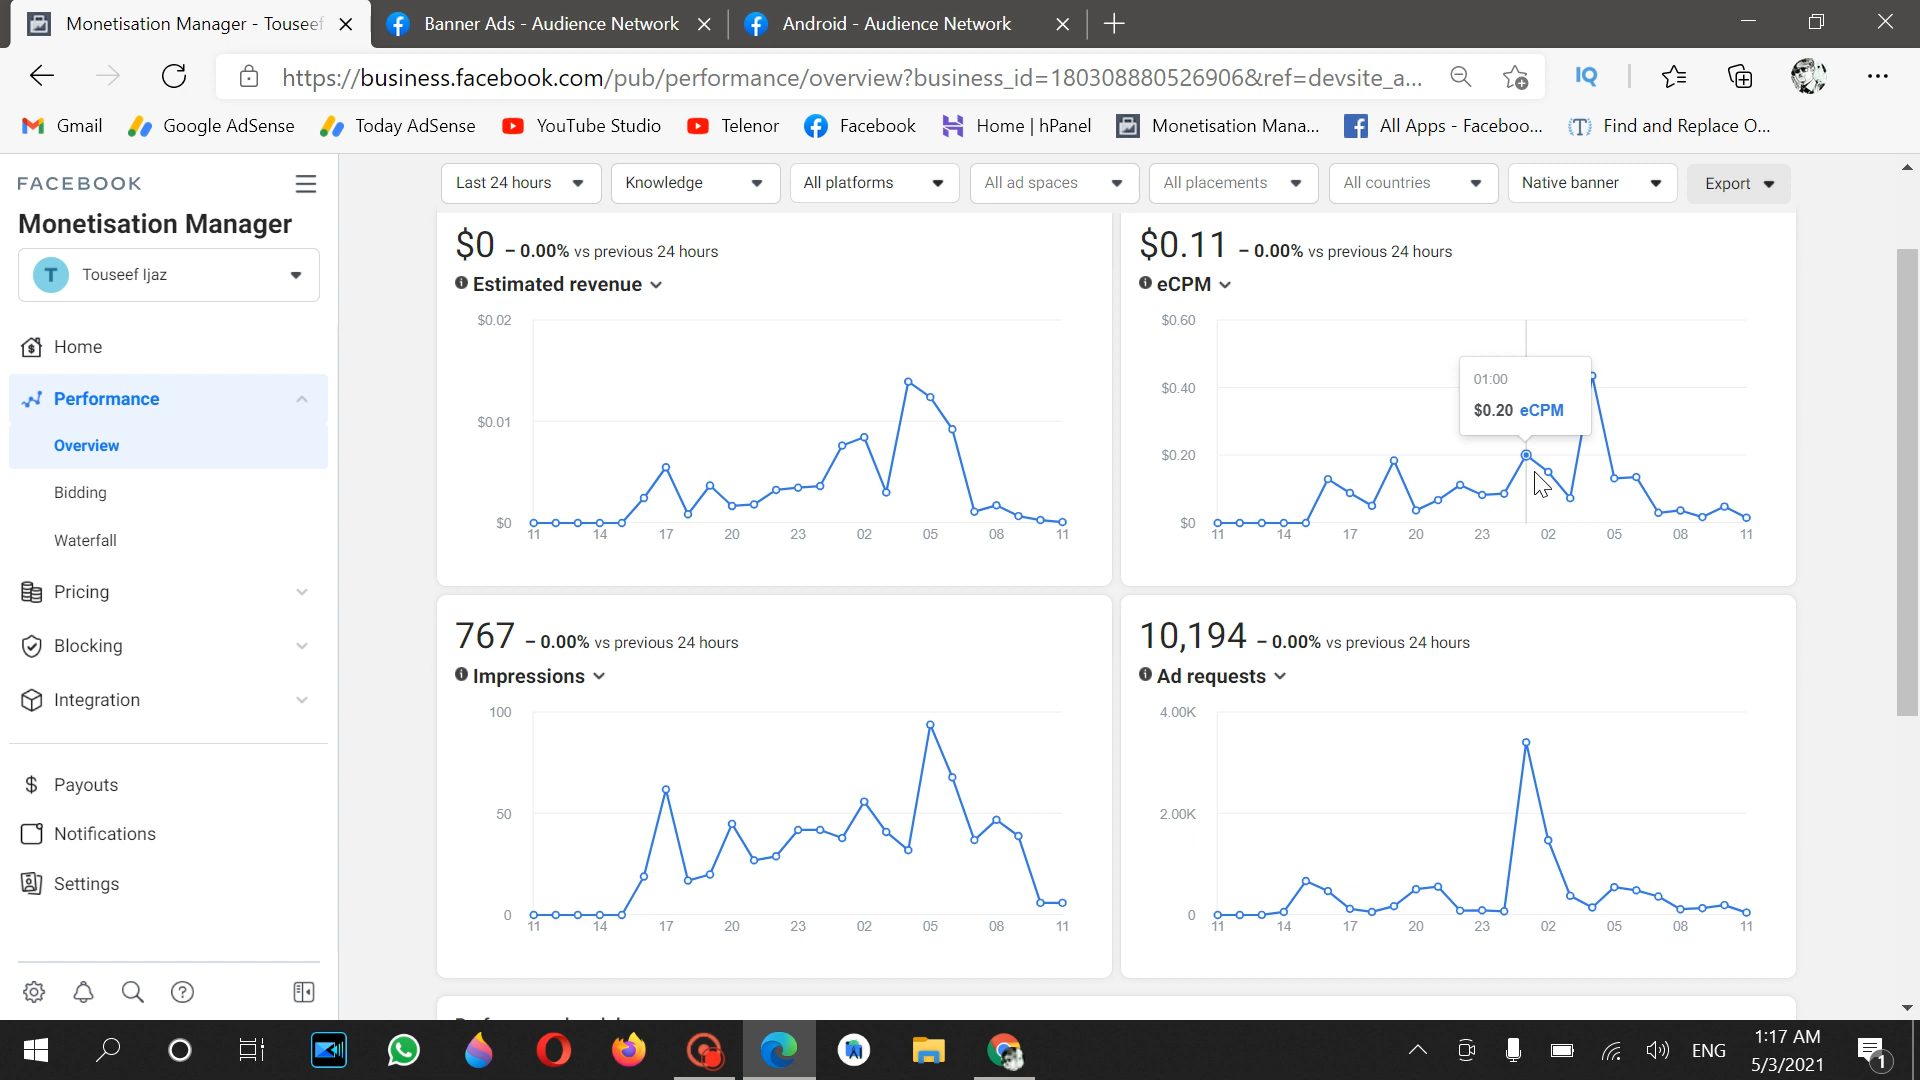 Monetisation Manager - Touseef
Banner Ads - Audience Network
Android - Audience Network
https://business.facebook.com/pub/performance/overview?business_id=180308880526906&ref=devsite_a...
IQ
Gmail
Google AdSense
Today AdSense
YouTube Studio
Telenor
Facebook
Home | hPanel
Monetisation Mana...
All Apps - Faceboo...
Find and Replace O...
FACEBOOK
Monetisation Manager
T
Touseef Ijaz
Home
Performance
Overview
Bidding
Waterfall
Pricing
Blocking
Integration
Payouts
Notifications
Settings
Last 24 hours
Knowledge
All platforms
All ad spaces
All placements
All countries
Native banner
Export
$0 – 0.00% vs previous 24 hours
Estimated revenue
$0.02
$0.01
$0
11 14 17 20 23 02 05 08 11
$0.11 – 0.00% vs previous 24 hours
eCPM
$0.60
$0.40
$0.20
$0
01:00
$0.20 eCPM
11 14 17 20 23 02 05 08 11
767 – 0.00% vs previous 24 hours
Impressions
100
50
0
11 14 17 20 23 02 05 08 11
10,194 – 0.00% vs previous 24 hours
Ad requests
4.00K
2.00K
0
11 14 17 20 23 02 05 08 11
ENG
1:17 AM
5/3/2021
1